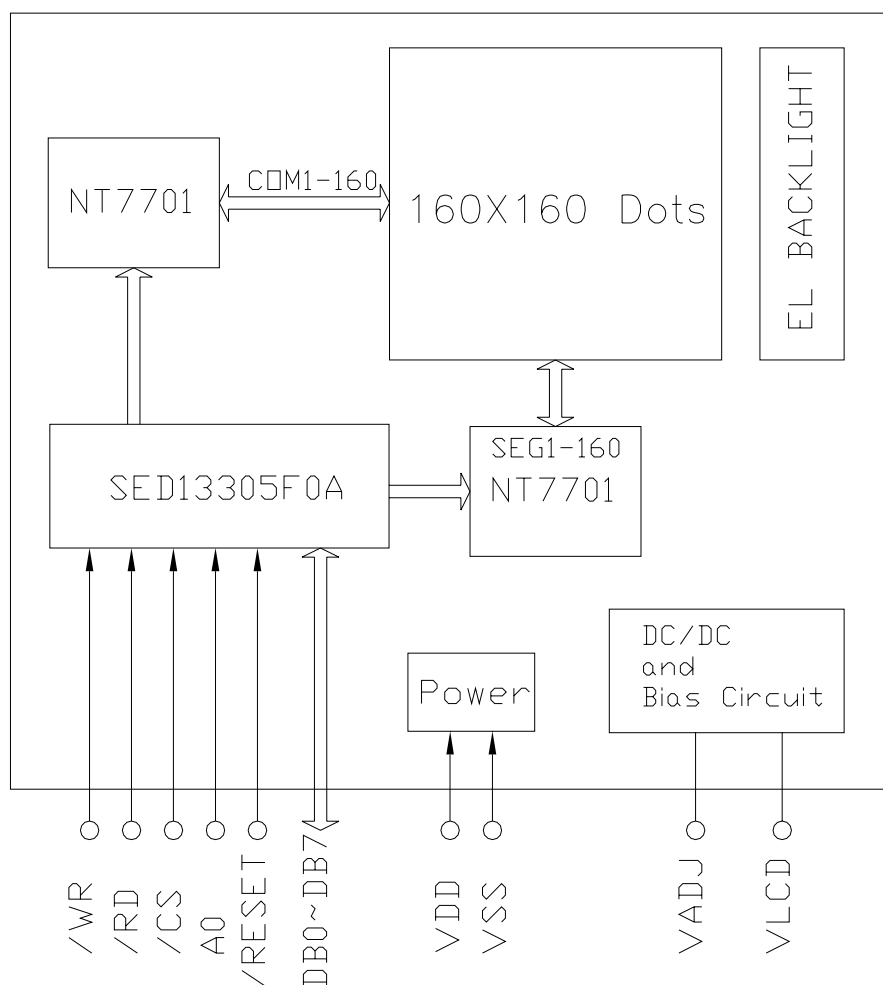 EL BACKLIGHT
COM1-160
NT7701
160X160 Dots
SEG1-160
NT7701
SED13305F0A
DC/DC
and
Bias Circuit
Power
/WR
/RD
/CS
A0
/RESET
DB0~DB7
VDD
VSS
VADJ
VLCD